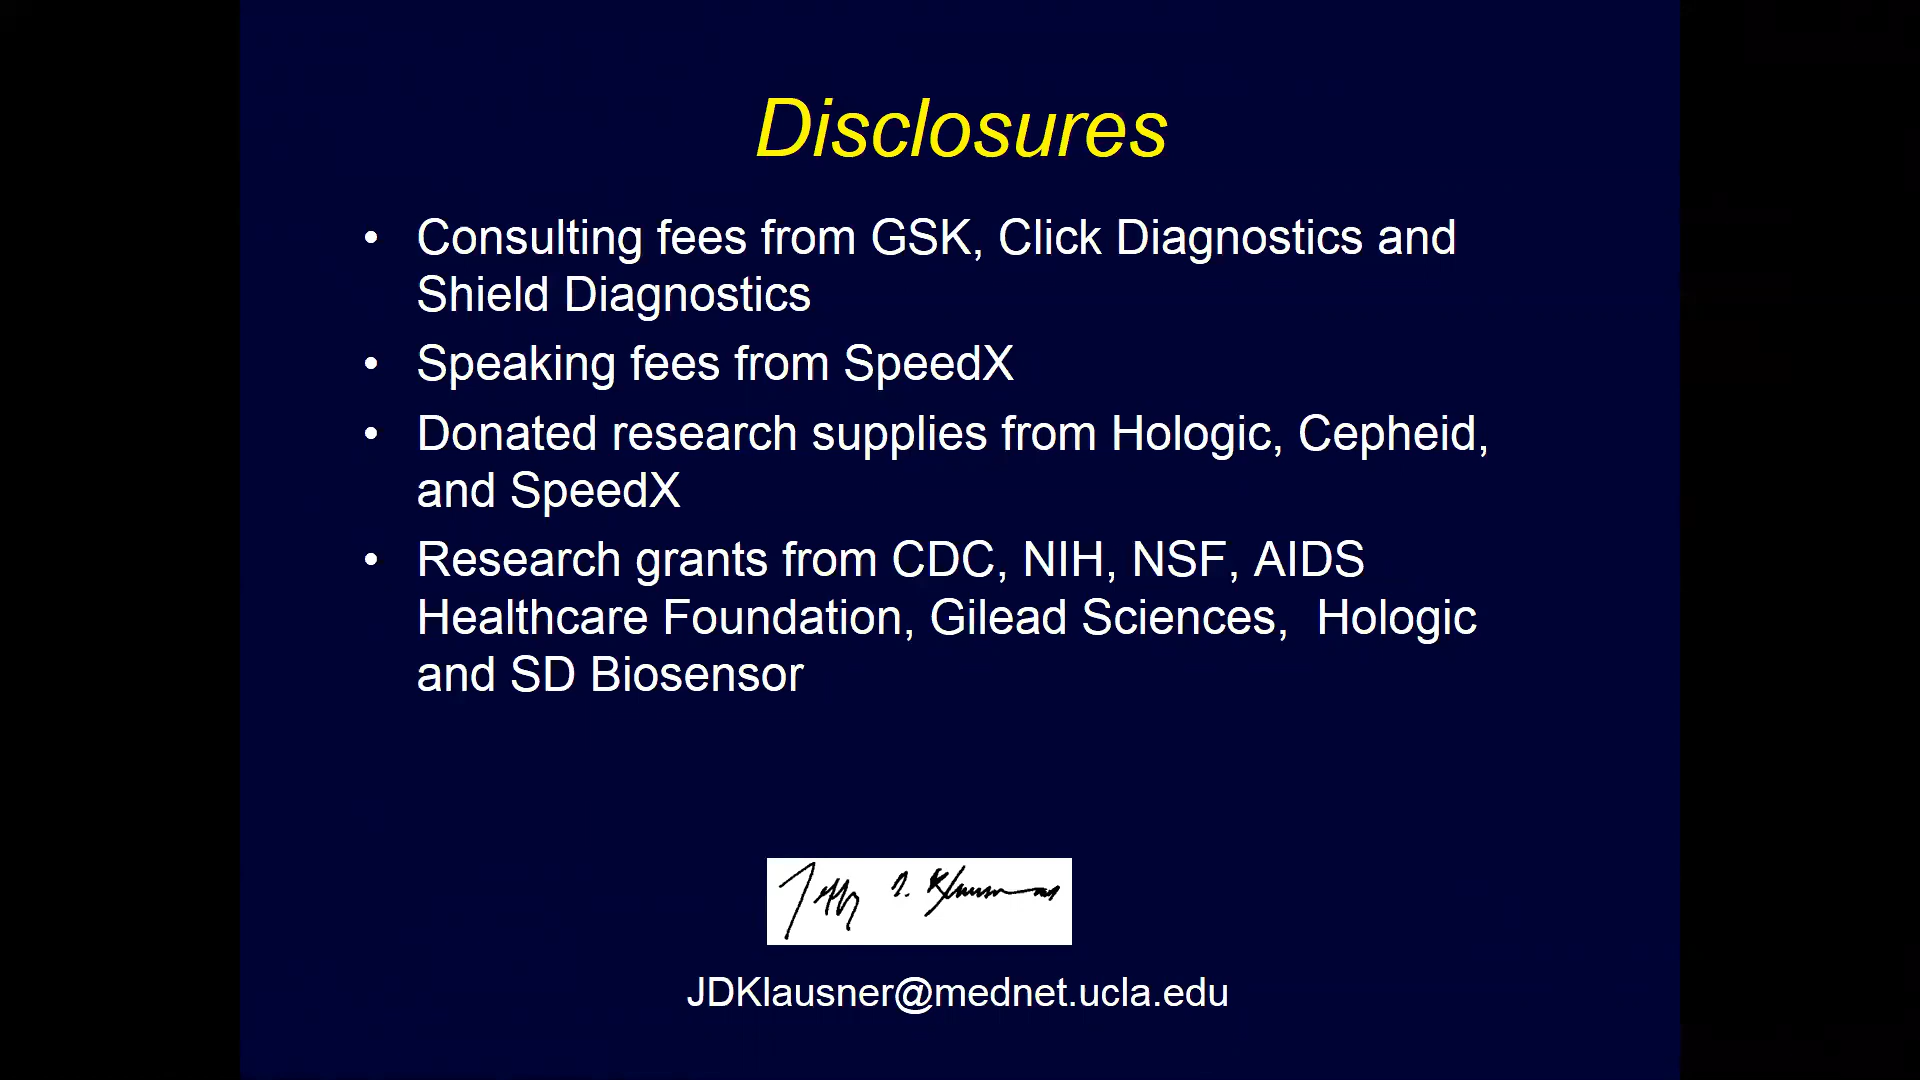 Disclosures
• Consulting fees from GSK, Click Diagnostics and
Shield Diagnostics
• Speaking fees from SpeedX
• Donated research supplies from Hologic, Cepheid,
and SpeedX
• Research grants from CDC, NIH, NSF, AIDS
Healthcare Foundation, Gilead Sciences,  Hologic
and SD Biosensor
JDKlausner@mednet.ucla.edu